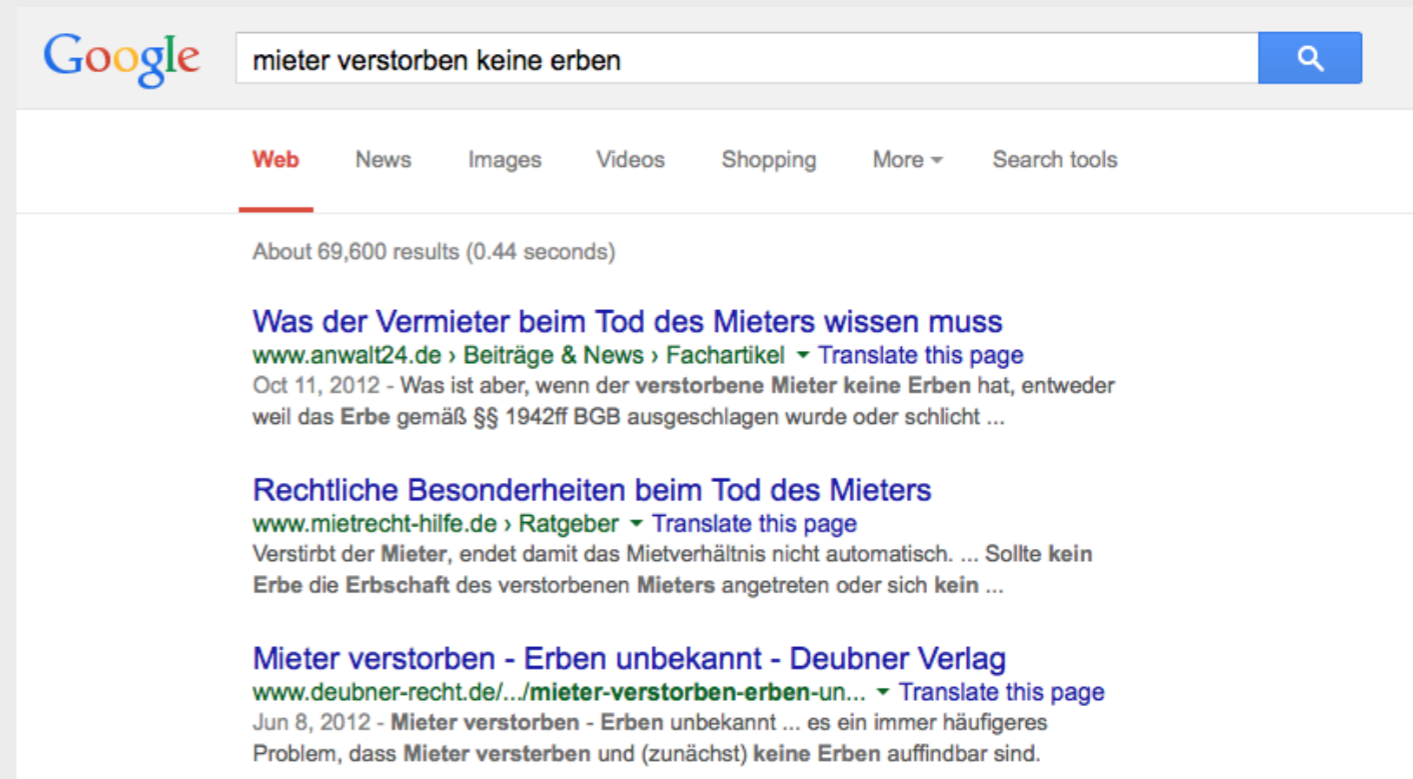 Google
mieter verstorben keine erben
Web News Images Videos Shopping More Search tools
About 69,600 results (0.44 seconds)
Was der Vermieter beim Tod des Mieters wissen muss
www.anwalt24.de › Beiträge & News › Fachartikel Translate this page
Oct 11, 2012 - Was ist aber, wenn der verstorbene Mieter keine Erben hat, entweder
weil das Erbe gemäß §§ 1942ff BGB ausgeschlagen wurde oder schlicht ...
Rechtliche Besonderheiten beim Tod des Mieters
www.mietrecht-hilfe.de › Ratgeber Translate this page
Verstirbt der Mieter, endet damit das Mietverhältnis nicht automatisch. ... Sollte kein
Erbe die Erbschaft des verstorbenen Mieters angetreten oder sich kein ...
Mieter verstorben - Erben unbekannt - Deubner Verlag
www.deubner-recht.de/.../mieter-verstorben-erben-un... Translate this page
Jun 8, 2012 - Mieter verstorben - Erben unbekannt ... es ein immer häufigeres
Problem, dass Mieter versterben und (zunächst) keine Erben auffindbar sind.